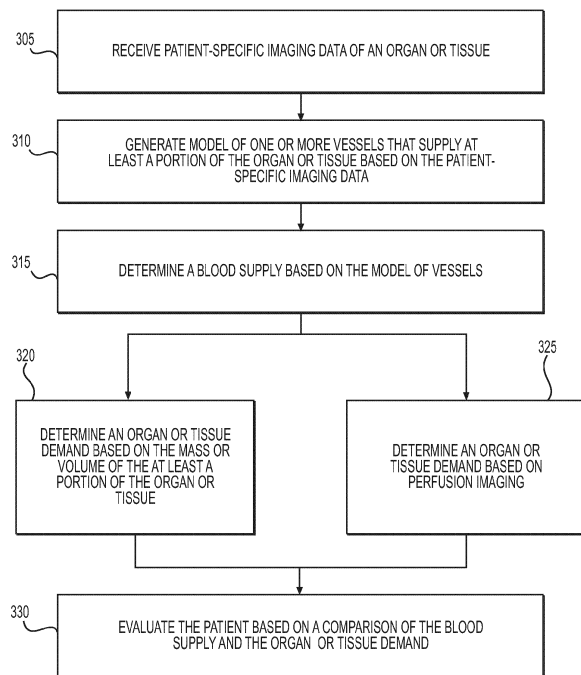 305
RECEIVE PATIENT-SPECIFIC IMAGING DATA OF AN ORGAN OR TISSUE
310
GENERATE MODEL OF ONE OR MORE VESSELS THAT SUPPLY AT
LEAST A PORTION OF THE ORGAN OR TISSUE BASED ON THE PATIENT-
SPECIFIC IMAGING DATA
315
DETERMINE A BLOOD SUPPLY BASED ON THE MODEL OF VESSELS
320
DETERMINE AN ORGAN OR TISSUE
DEMAND BASED ON THE MASS OR
VOLUME OF THE AT LEAST A
PORTION OF THE ORGAN OR
TISSUE
325
DETERMINE AN ORGAN OR
TISSUE DEMAND BASED ON
PERFUSION IMAGING
330
EVALUATE THE PATIENT BASED ON A COMPARISON OF THE BLOOD
SUPPLY AND THE ORGAN OR TISSUE DEMAND